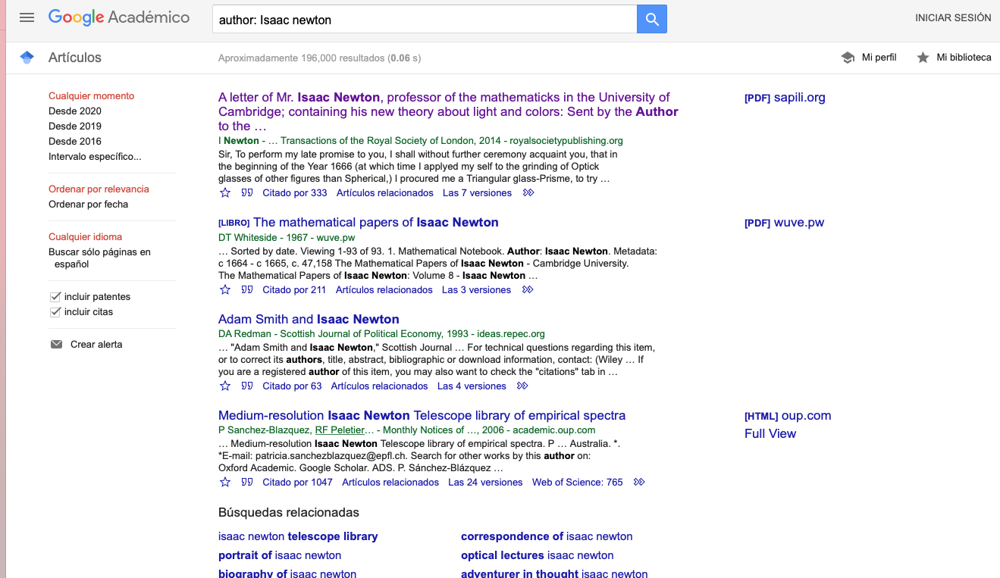 Google Académico
author: Isaac newton
INICIAR SESIÓN
Artículos
Aproximadamente 196,000 resultados (0.06 s)
Mi perfil
Mi biblioteca
Cualquier momento
Desde 2020
Desde 2019
Desde 2016
Intervalo específico...
Ordenar por relevancia
Ordenar por fecha
Cualquier idioma
Buscar sólo páginas en
español
incluir patentes
incluir citas
Crear alerta
A letter of Mr. Isaac Newton, professor of the mathematicks in the University of
Cambridge; containing his new theory about light and colors: Sent by the Author
to the …
I Newton - … Transactions of the Royal Society of London, 2014 - royalsocietypublishing.org
Sir, To perform my late promise to you, I shall without further ceremony acquaint you, that in
the beginning of the Year 1666 (at which time I applyed my self to the grinding of Optick
glasses of other figures than Spherical,) I procured me a Triangular glass-Prisme, to try …
Citado por 333 Artículos relacionados Las 7 versiones
[PDF] sapili.org
[LIBRO] The mathematical papers of Isaac Newton
DT Whiteside - 1967 - wuve.pw
… Sorted by date. Viewing 1-93 of 93. 1. Mathematical Notebook. Author: Isaac Newton. Metadata:
c 1664 - c 1665, c. 47,158 The Mathematical Papers of Isaac Newton - Cambridge University.
The Mathematical Papers of Isaac Newton: Volume 8 - Isaac Newton …
Citado por 211 Artículos relacionados Las 3 versiones
[PDF] wuve.pw
Adam Smith and Isaac Newton
DA Redman - Scottish Journal of Political Economy, 1993 - ideas.repec.org
… "Adam Smith and Isaac Newton," Scottish Journal … For technical questions regarding this item,
or to correct its authors, title, abstract, bibliographic or download information, contact: (Wiley … If
you are a registered author of this item, you may also want to check the "citations" tab in …
Citado por 63 Artículos relacionados Las 4 versiones
Medium-resolution Isaac Newton Telescope library of empirical spectra
P Sanchez-Blazquez, RF Peletier… - Monthly Notices of …, 2006 - academic.oup.com
… Medium-resolution Isaac Newton Telescope library of empirical spectra. P … Australia. *.
*E-mail: patricia.sanchezblazquez@epfl.ch. Search for other works by this author on:
Oxford Academic. Google Scholar. ADS. P. Sánchez-Blázquez …
Citado por 1047 Artículos relacionados Las 24 versiones Web of Science: 765
[HTML] oup.com
Full View
Búsquedas relacionadas
isaac newton telescope library
correspondence of isaac newton
portrait of isaac newton
optical lectures isaac newton
biography of isaac newton
adventurer in thought isaac newton